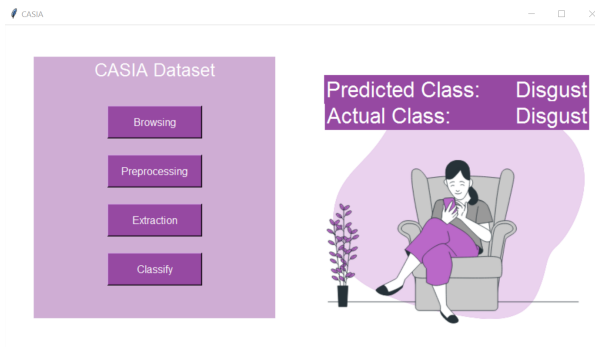 CASIA
CASIA Dataset
Browsing
Preprocessing
Extraction
Classify
Predicted Class: Disgust
Actual Class: Disgust